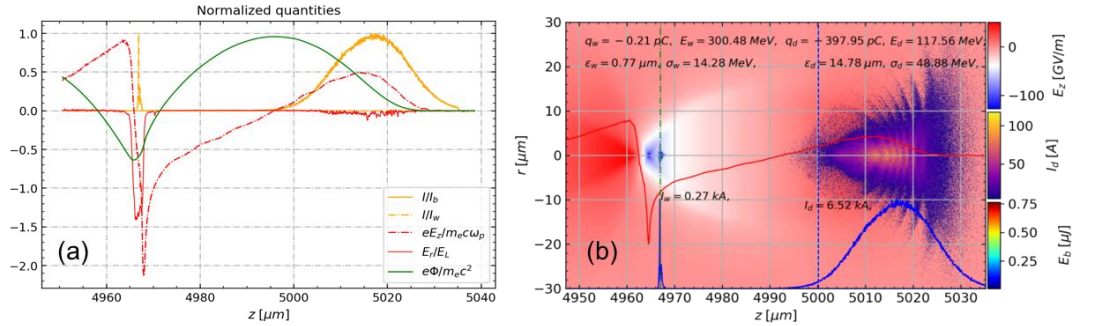 Normalized quantities
1.0
0.5
0.0
−0.5
−1.0
−1.5
−2.0
(a)
I/I_b
I/I_w
eE_z/m_ecω_p
E_r/E_L
eΦ/m_ec²
4960
4980
5000
5020
5040
z [μm]
q_w = −0.21 pC, E_w = 300.48 MeV, q_d = −397.95 pC, E_d = 117.56 MeV,
ε_w = 0.77 μm, σ_w = 14.28 MeV, ε_d = 14.78 μm, σ_d = 48.88 MeV,
r [μm]
30
20
10
0
−10
−20
−30
I_w = 0.27 kA,
I_d = 6.52 kA,
(b)
4950
4960
4970
4980
4990
5000
5010
5020
5030
z [μm]
0
−100
E_z [GV/m]
100
50
I_d [A]
0.75
0.50
0.25
E_b [μJ]